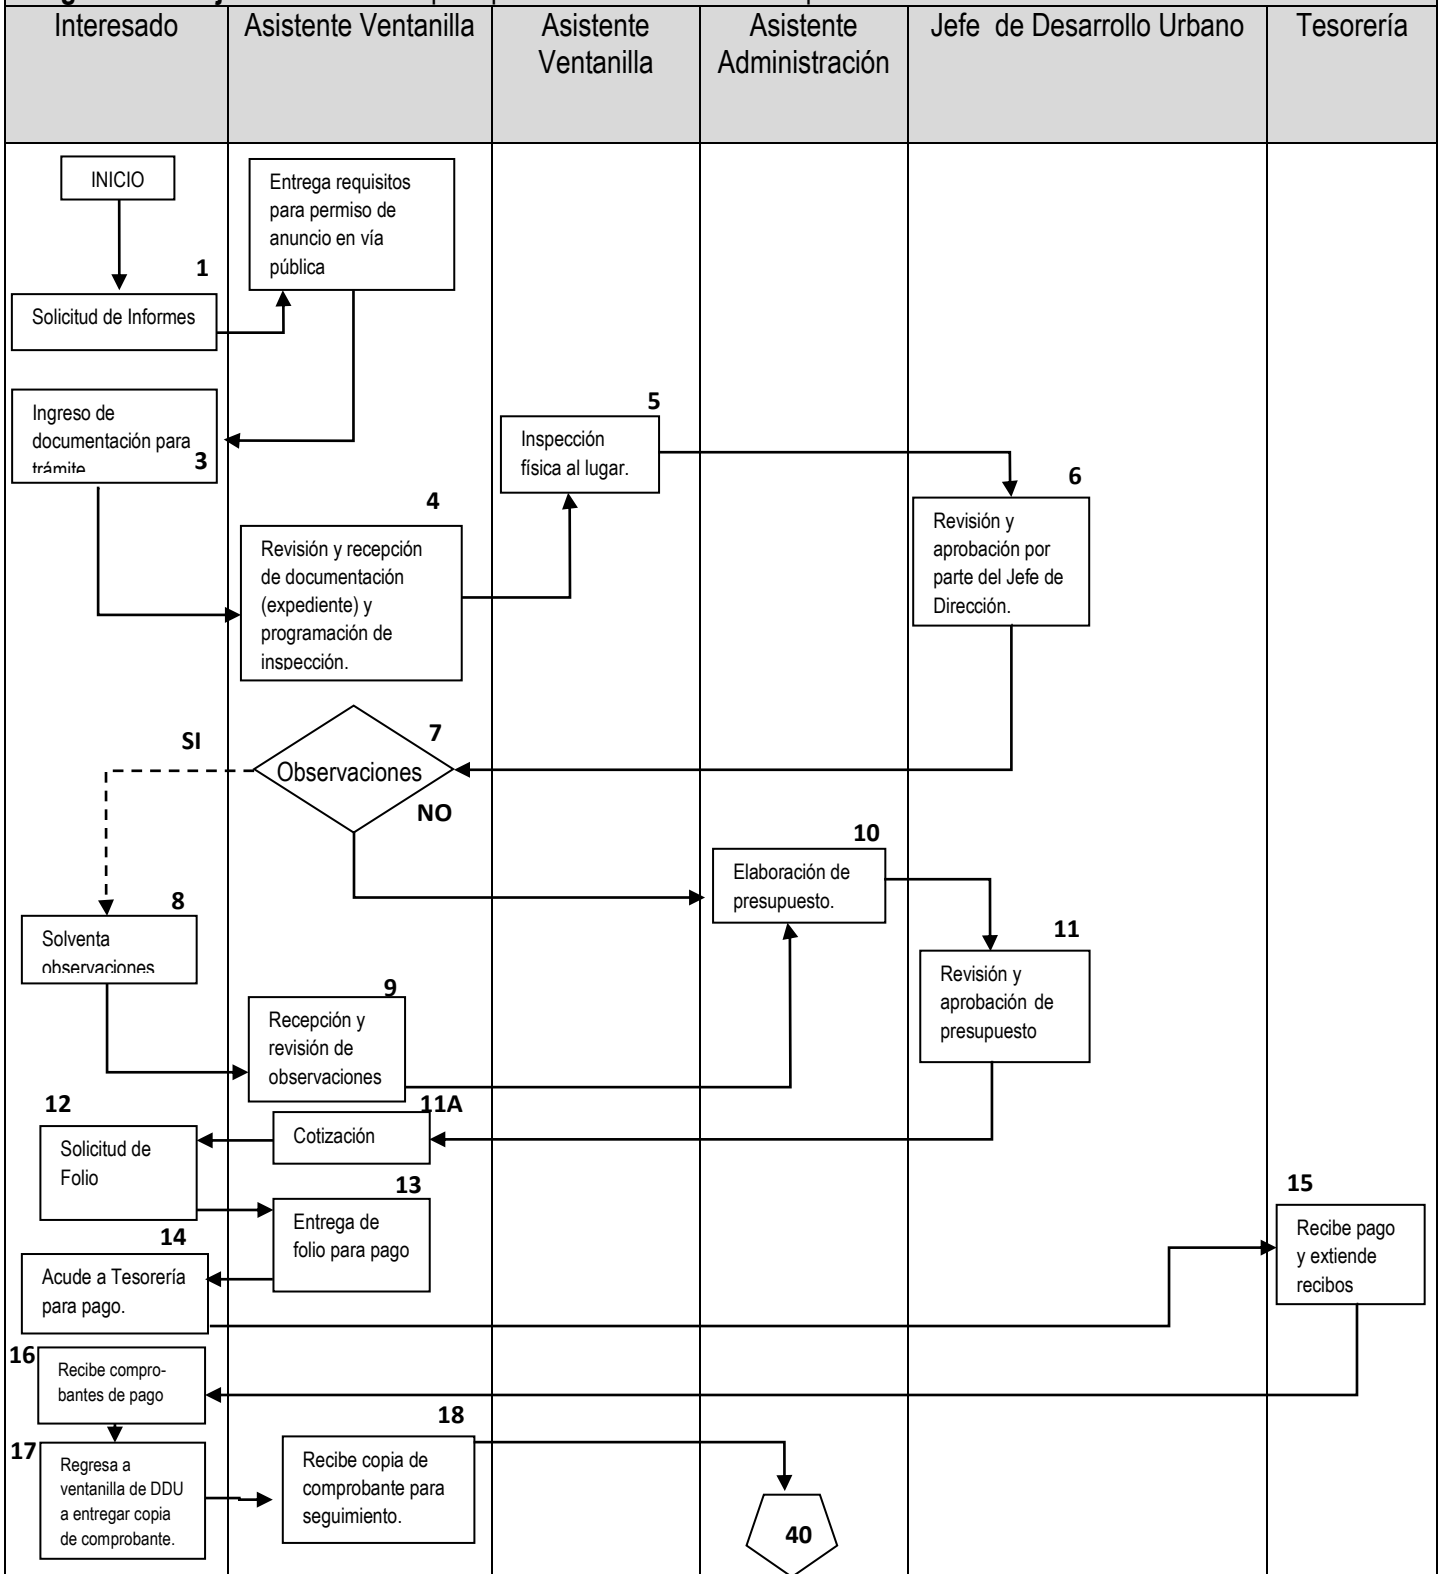 Interesado
Asistente Ventanilla
Asistente
Ventanilla
Asistente
Administración
Jefe de Desarrollo Urbano
Tesorería
INICIO
1
Solicitud de Informes
Entrega requisitos
para permiso de
anuncio en vía
pública
Ingreso de
documentación para
trámite
3
4
Revisión y recepción
de documentación
(expediente) y
programación de
inspección.
5
Inspección
física al lugar.
6
Revisión y
aprobación por
parte del Jefe de
Dirección.
7
Observaciones
SI
NO
8
Solventa
observaciones
9
Recepción y
revisión de
observaciones
10
Elaboración de
presupuesto.
11
Revisión y
aprobación de
presupuesto
11A
Cotización
12
Solicitud de
Folio
13
Entrega de
folio para pago
14
Acude a Tesorería
para pago.
15
Recibe pago
y extiende
recibos
16
Recibe compro-
bantes de pago
17
Regresa a
ventanilla de DDU
a entregar copia
de comprobante.
18
Recibe copia de
comprobante para
seguimiento.
40